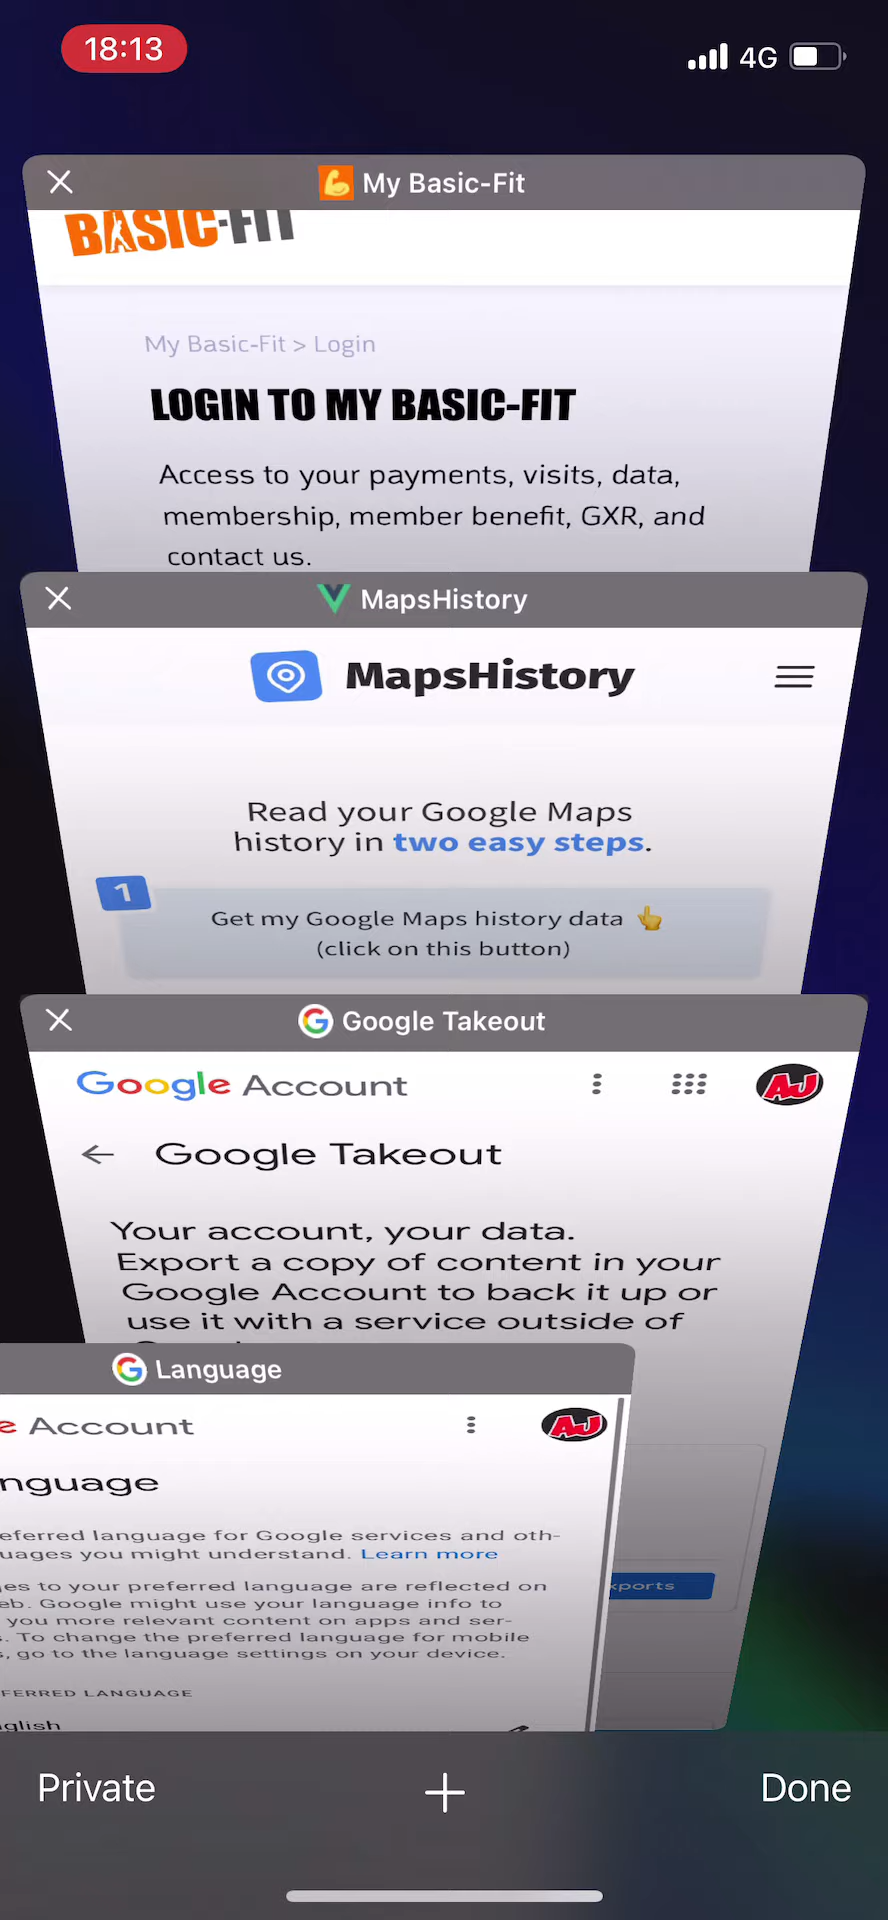 18:13
4G
My Basic-Fit
BASIC-FIT
My Basic-Fit > Login
LOGIN TO MY BASIC-FIT
Access to your payments, visits, data,
membership, member benefit, GXR, and
contact us.
MapsHistory
MapsHistory
Read your Google Maps
history in two easy steps.
1
Get my Google Maps history data
(click on this button)
Google Takeout
Google Account
AJ
Google Takeout
Your account, your data.
Export a copy of content in your
Google Account to back it up or
use it with a service outside of
Language
e Account
AJ
nguage
eferred language for Google services and oth-
uages you might understand. Learn more
es to your preferred language are reflected on
eb. Google might use your language info to
you more relevant content on apps and ser-
. To change the preferred language for mobile
, go to the language settings on your device.
xports
FERRED LANGUAGE
glish
Private
Done